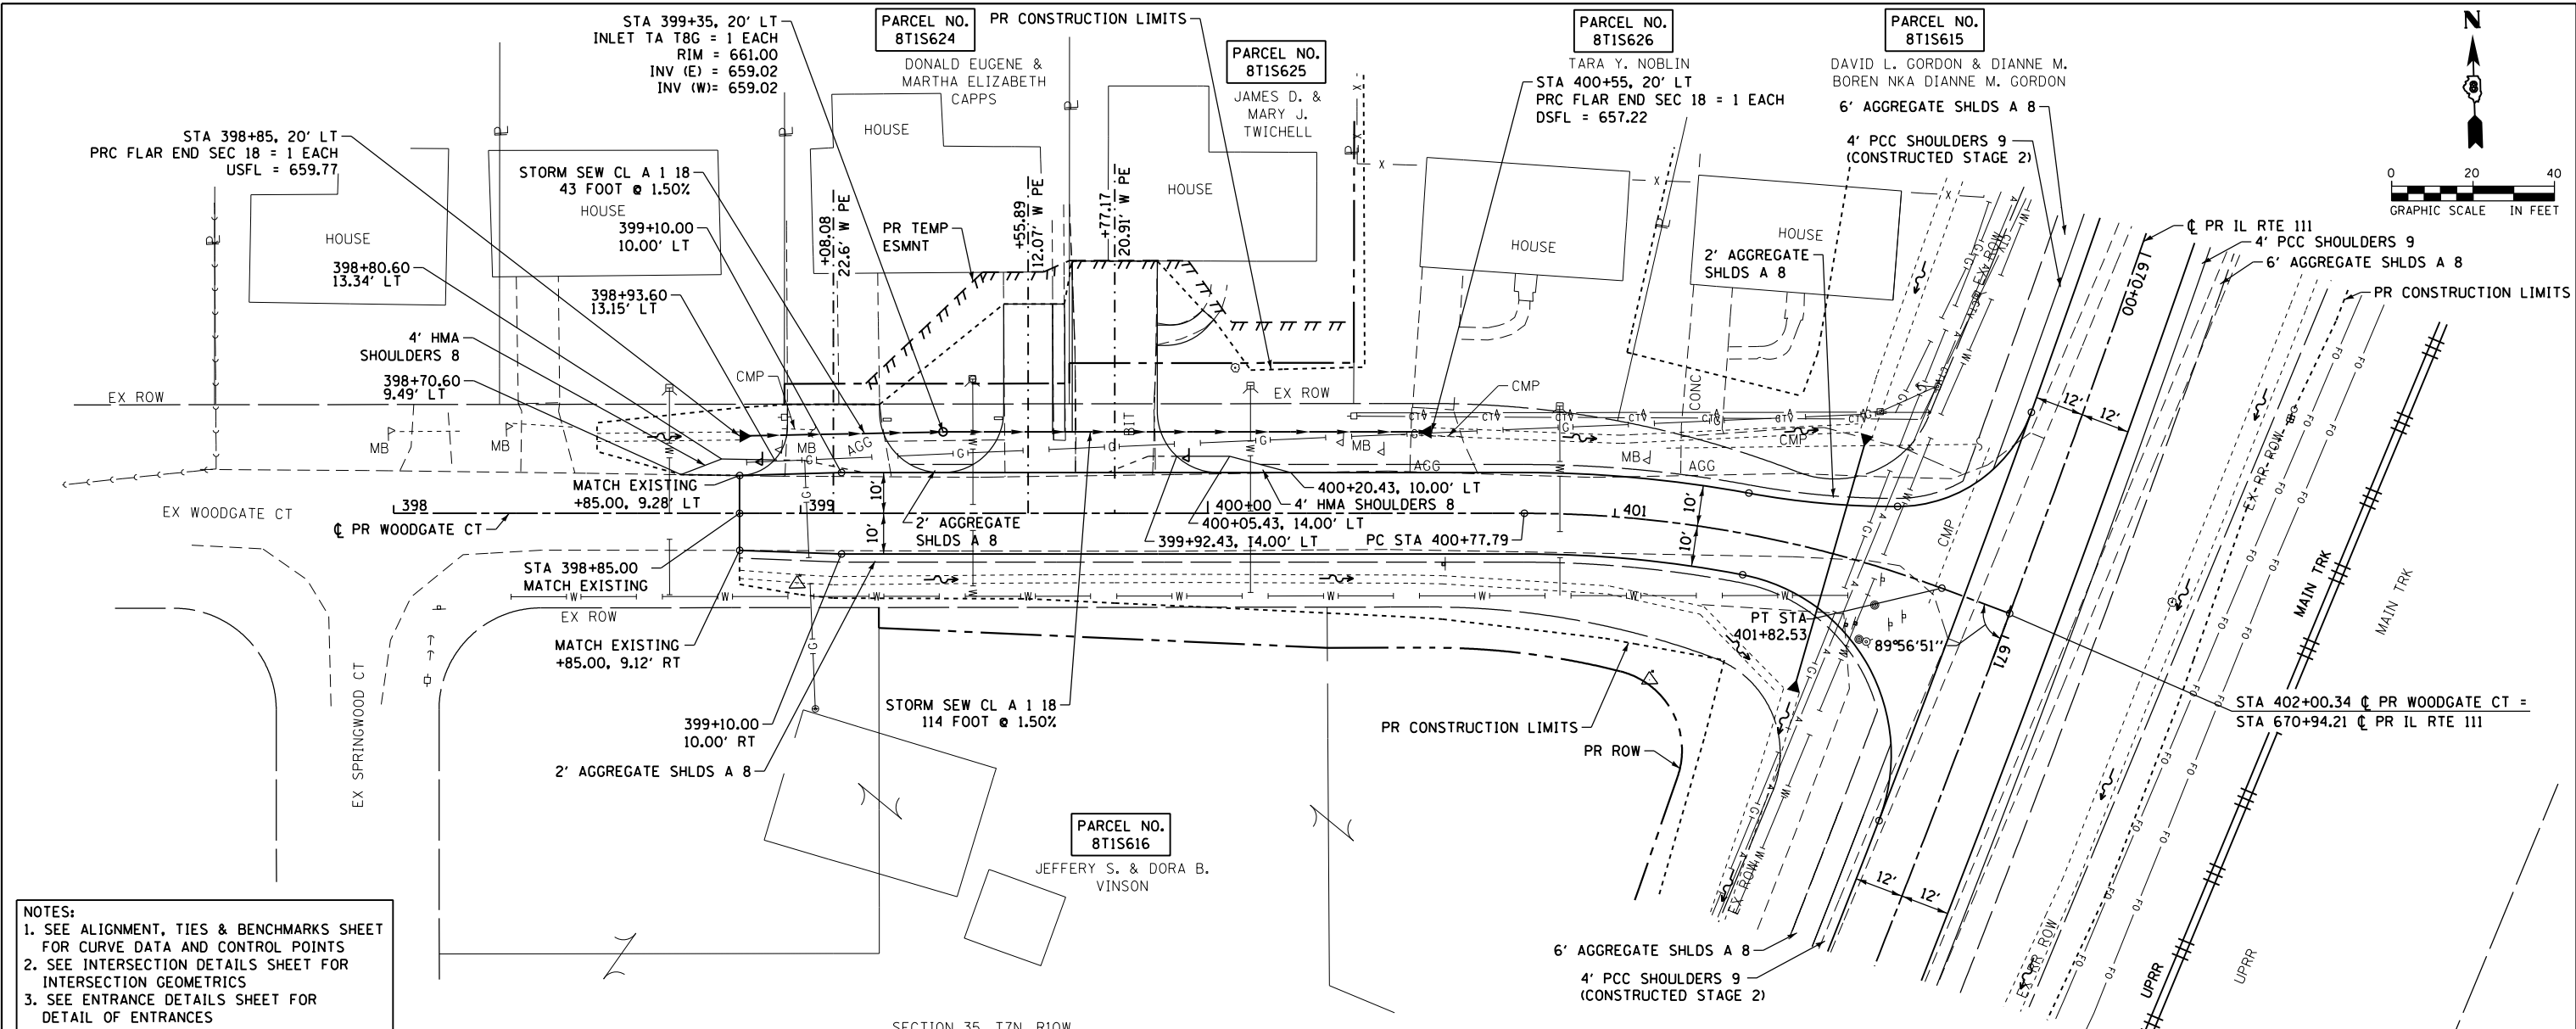 STA 399+35, 20' LT
INLET TA T8G = 1 EACH
RIM = 661.00
INV (E) = 659.02
INV (W)= 659.02
PARCEL NO.
8T1S624
DONALD EUGENE &
MARTHA ELIZABETH
CAPPS
PR CONSTRUCTION LIMITS
PARCEL NO.
8T1S625
JAMES D. &
MARY J.
TWICHELL
PARCEL NO.
8T1S626
TARA Y. NOBLIN
STA 400+55, 20' LT
PRC FLAR END SEC 18 = 1 EACH
DSFL = 657.22
PARCEL NO.
8T1S615
DAVID L. GORDON & DIANNE M.
BOREN NKA DIANNE M. GORDON
6' AGGREGATE SHLDS A 8
4' PCC SHOULDERS 9
(CONSTRUCTED STAGE 2)
N
8
0 20 40
GRAPHIC SCALE IN FEET
STA 398+85, 20' LT
PRC FLAR END SEC 18 = 1 EACH
USFL = 659.77
STORM SEW CL A 1 18
43 FOOT @ 1.50%
HOUSE
HOUSE
HOUSE
HOUSE
HOUSE
HOUSE
399+10.00
10.00' LT
398+80.60
13.34' LT
398+93.60
13.15' LT
4' HMA
SHOULDERS 8
398+70.60
9.49' LT
+08.08
22.6' W PE
PR TEMP
ESMNT
+55.89
12.07' W PE
+77.17
20.91' W PE
2' AGGREGATE
SHLDS A 8
℄ PR IL RTE 111
4' PCC SHOULDERS 9
6' AGGREGATE SHLDS A 8
PR CONSTRUCTION LIMITS
1670+00
EX ROW
CMP
EX ROW
CMP
CONC
BIT
MB
MB
MB
AGG
MB
MB
AGG
AGG
CMP
12'
12'
EX ROW
EX RR ROW
MATCH EXISTING
+85.00, 9.28' LT
EX WOODGATE CT
℄ PR WOODGATE CT
398
399
10'
10'
2' AGGREGATE
SHLDS A 8
400+00
400+20.43, 10.00' LT
4' HMA SHOULDERS 8
400+05.43, 14.00' LT
399+92.43, 14.00' LT
PC STA 400+77.79
401
10'
10'
CMP
STA 398+85.00
MATCH EXISTING
EX ROW
MATCH EXISTING
+85.00, 9.12' RT
EX SPRINGWOOD CT
399+10.00
10.00' RT
2' AGGREGATE SHLDS A 8
STORM SEW CL A 1 18
114 FOOT @ 1.50%
PT STA
401+82.53
89°56'51"
671
MAIN TRK
MAIN TRK
PR CONSTRUCTION LIMITS
PR ROW
STA 402+00.34 ℄ PR WOODGATE CT =
STA 670+94.21 ℄ PR IL RTE 111
PARCEL NO.
8T1S616
JEFFERY S. & DORA B.
VINSON
12'
12'
EX ROW
6' AGGREGATE SHLDS A 8
4' PCC SHOULDERS 9
(CONSTRUCTED STAGE 2)
EX RR ROW
UPRR
UPRR
NOTES:
1. SEE ALIGNMENT, TIES & BENCHMARKS SHEET
FOR CURVE DATA AND CONTROL POINTS
2. SEE INTERSECTION DETAILS SHEET FOR
INTERSECTION GEOMETRICS
3. SEE ENTRANCE DETAILS SHEET FOR
DETAIL OF ENTRANCES
SECTION 35, T7N, R10W